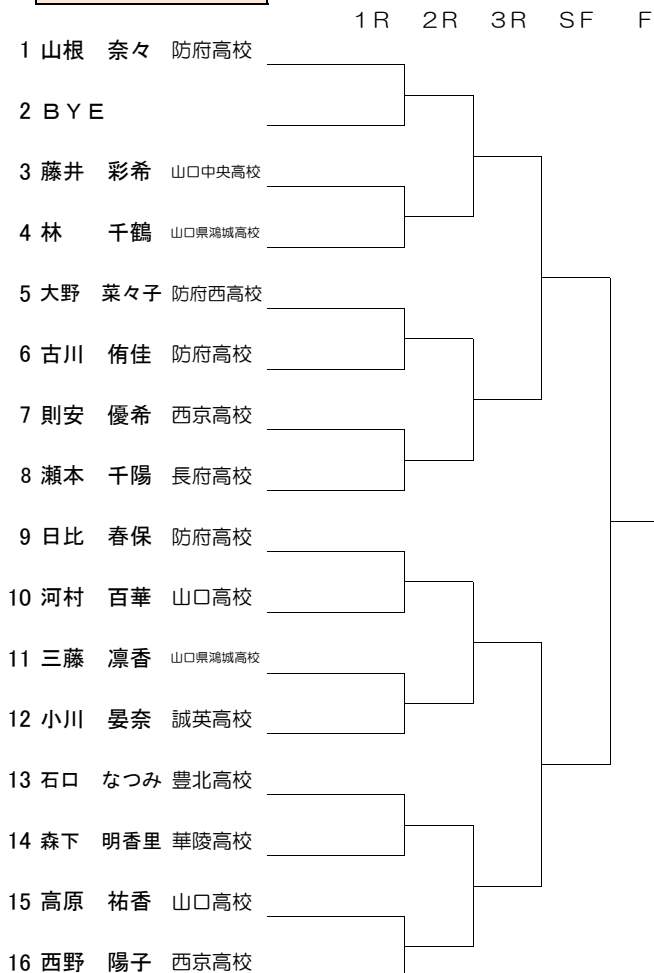 1R 2R 3R SF F
1 山根 奈々 防府高校
2 BYE
3 藤井 彩希 山口中央高校
4 林 千鶴 山口県鴻城高校
5 大野 菜々子 防府西高校
6 古川 侑佳 防府高校
7 則安 優希 西京高校
8 瀬本 千陽 長府高校
9 日比 春保 防府高校
10 河村 百華 山口高校
11 三藤 凛香 山口県鴻城高校
12 小川 晏奈 誠英高校
13 石口 なつみ 豊北高校
14 森下 明香里 華陵高校
15 高原 祐香 山口高校
16 西野 陽子 西京高校